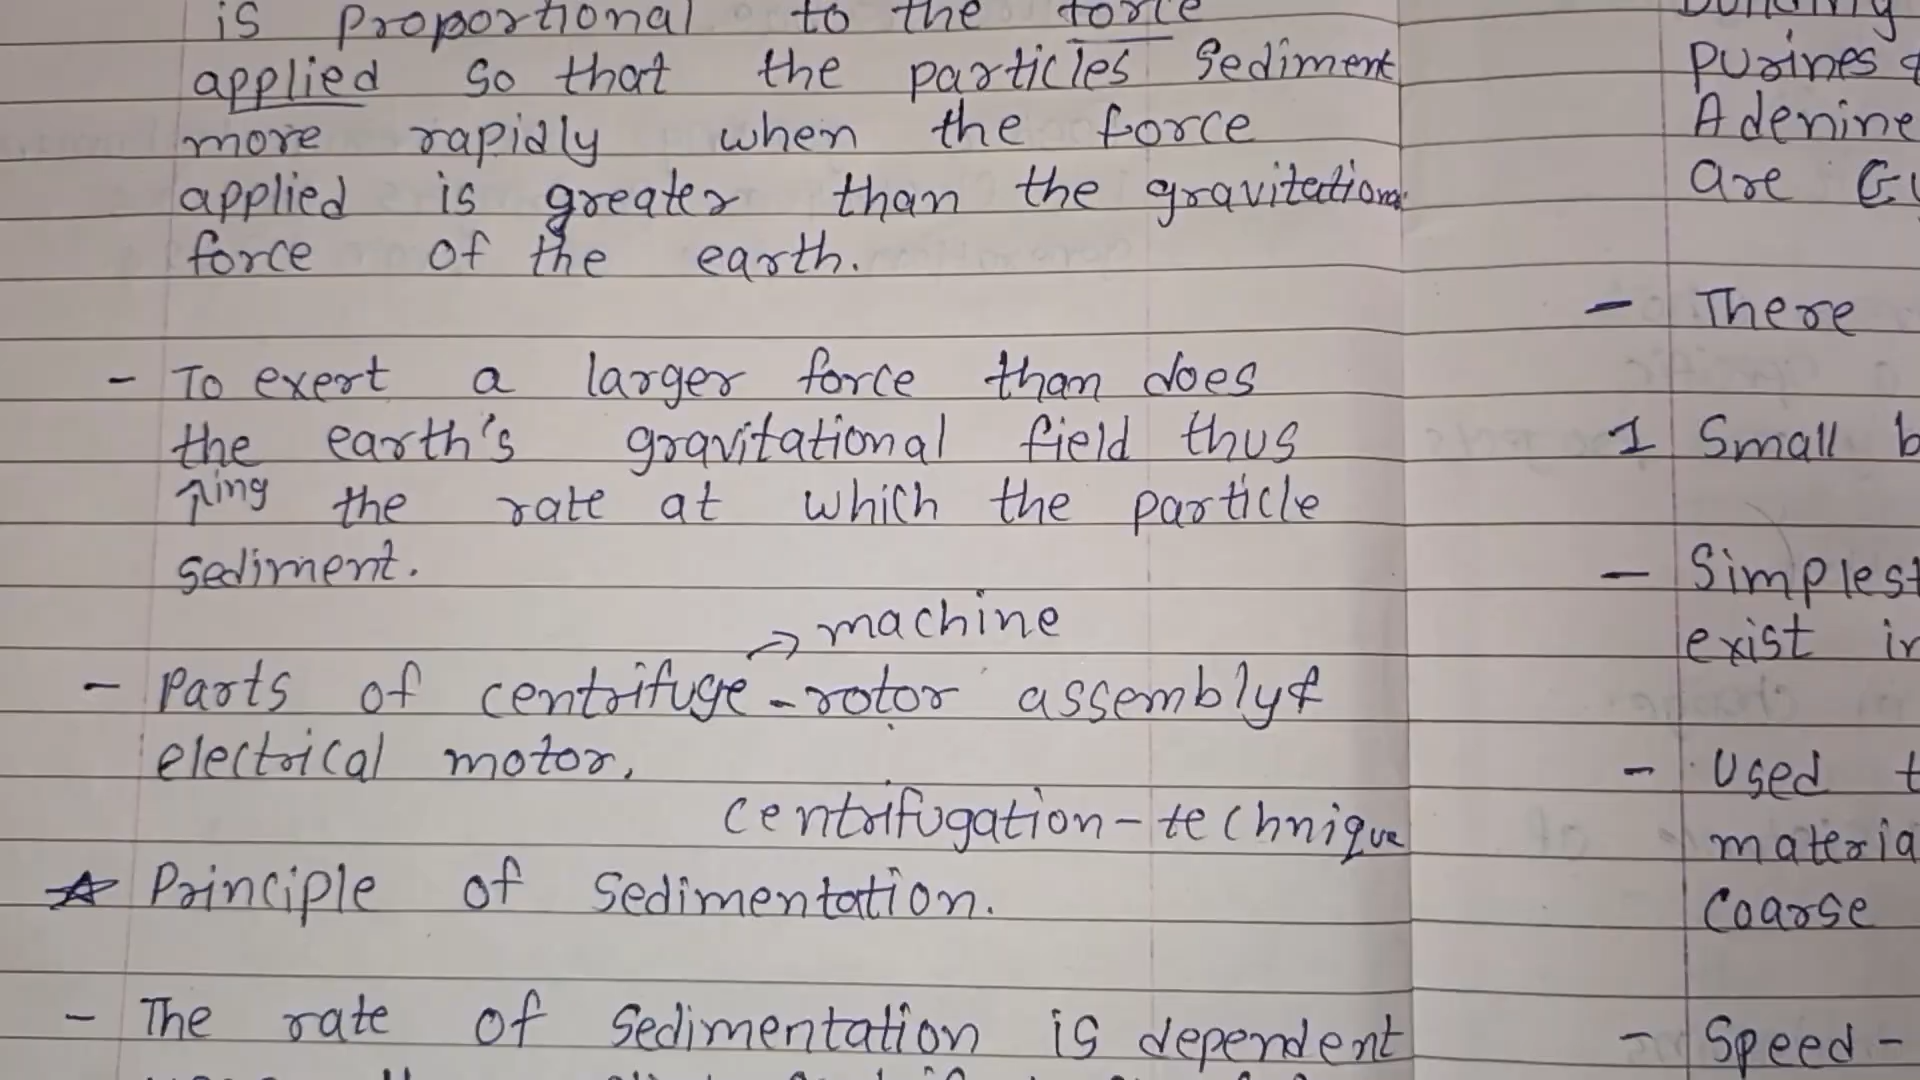 is proportional to the force
applied so that the particles sediment
more rapidly when the force
applied is greater than the gravitational
force of the earth.
- To exert a larger force than does
the earth's gravitational field thus
↑ing the rate at which the particle
sediment.
→ machine
- Parts of centrifuge - rotor assembly &
electrical motor.
centrifugation - technique
☆ Principle of sedimentation.
- The rate of sedimentation is dependent
purines &
Adenine
are
- There
1 Small b
- Simplest
exist in
- Used t
materia
Coarse
- Speed -